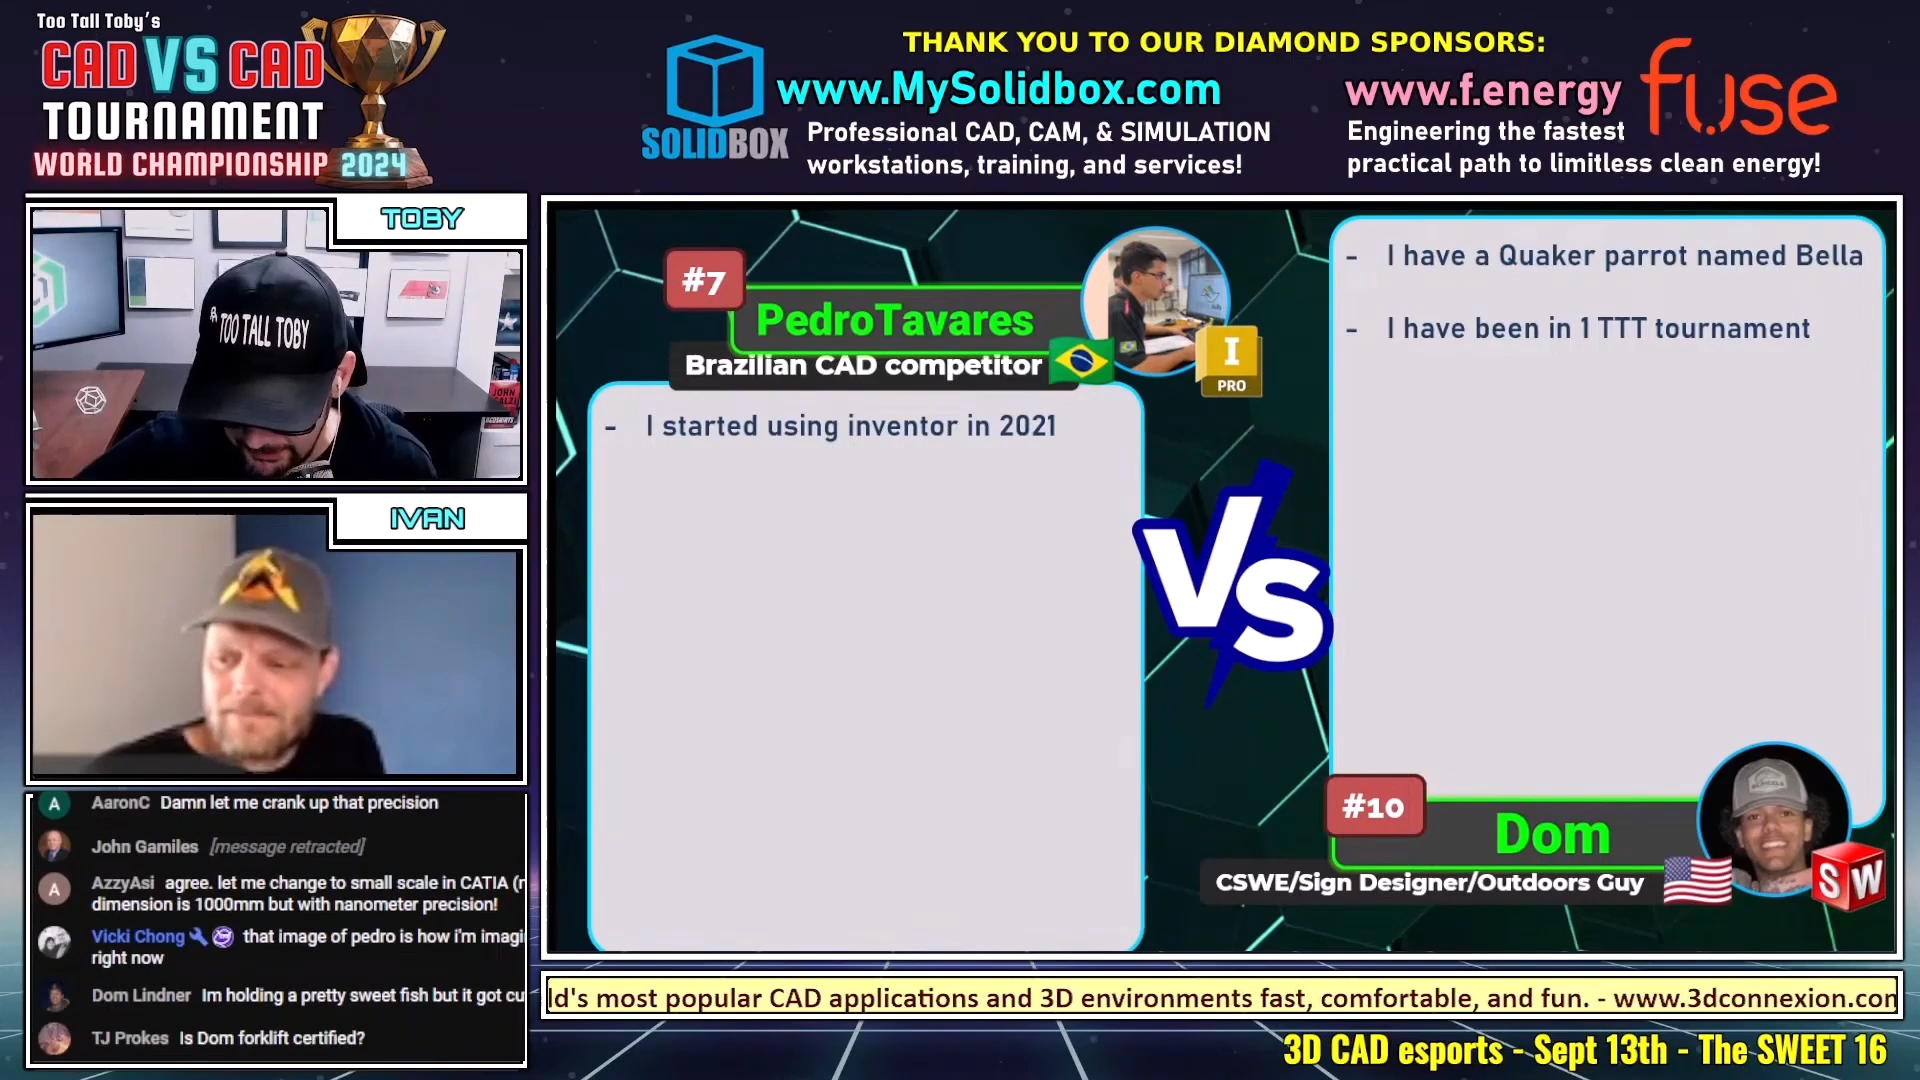 Too Tall Toby's
CAD VS CAD
TOURNAMENT
WORLD CHAMPIONSHIP 2024
THANK YOU TO OUR DIAMOND SPONSORS:
SOLIDBOX
www.MySolidbox.com
Professional CAD, CAM, & SIMULATION
workstations, training, and services!
www.f.energy
fuse
Engineering the fastest
practical path to limitless clean energy!
TOBY
TOO TALL TOBY
IVAN
AaronC Damn let me crank up that precision
John Gamiles [message retracted]
AzzyAsi agree. let me change to small scale in CATIA (
dimension is 1000mm but with nanometer precision!
Vicki Chong that image of pedro is how i'm imagi
right now
Dom Lindner Im holding a pretty sweet fish but it got cu
TJ Prokes Is Dom forklift certified?
#7
PedroTavares
Brazilian CAD competitor
I
PRO
- I started using inventor in 2021
VS
- I have a Quaker parrot named Bella
- I have been in 1 TTT tournament
#10
Dom
CSWE/Sign Designer/Outdoors Guy
SW
ld's most popular CAD applications and 3D environments fast, comfortable, and fun. - www.3dconnexion.con
3D CAD esports - Sept 13th - The SWEET 16